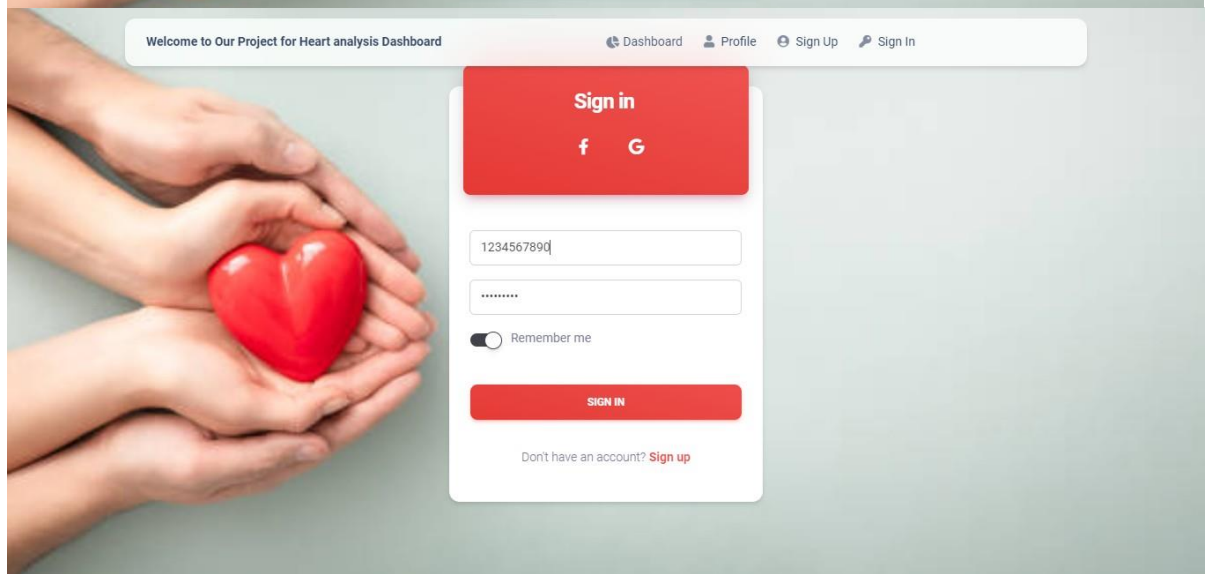 Welcome to Our Project for Heart analysis Dashboard
Dashboard Profile Sign Up Sign In
Sign in
f G
1234567890
•••••••••
Remember me
SIGN IN
Don't have an account? Sign up